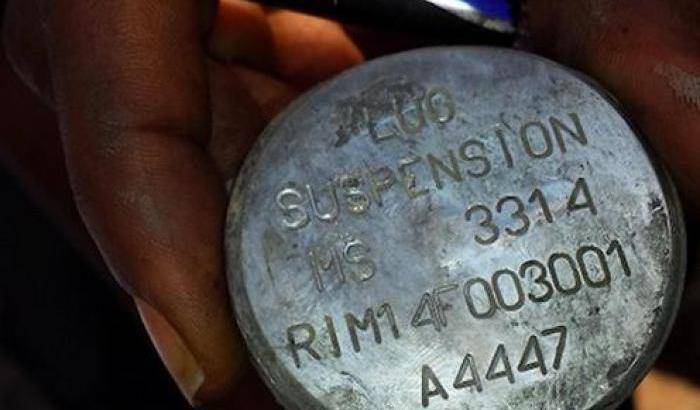 LUG
SUSPENSION
MS 3314
RIM14F003001
A4447